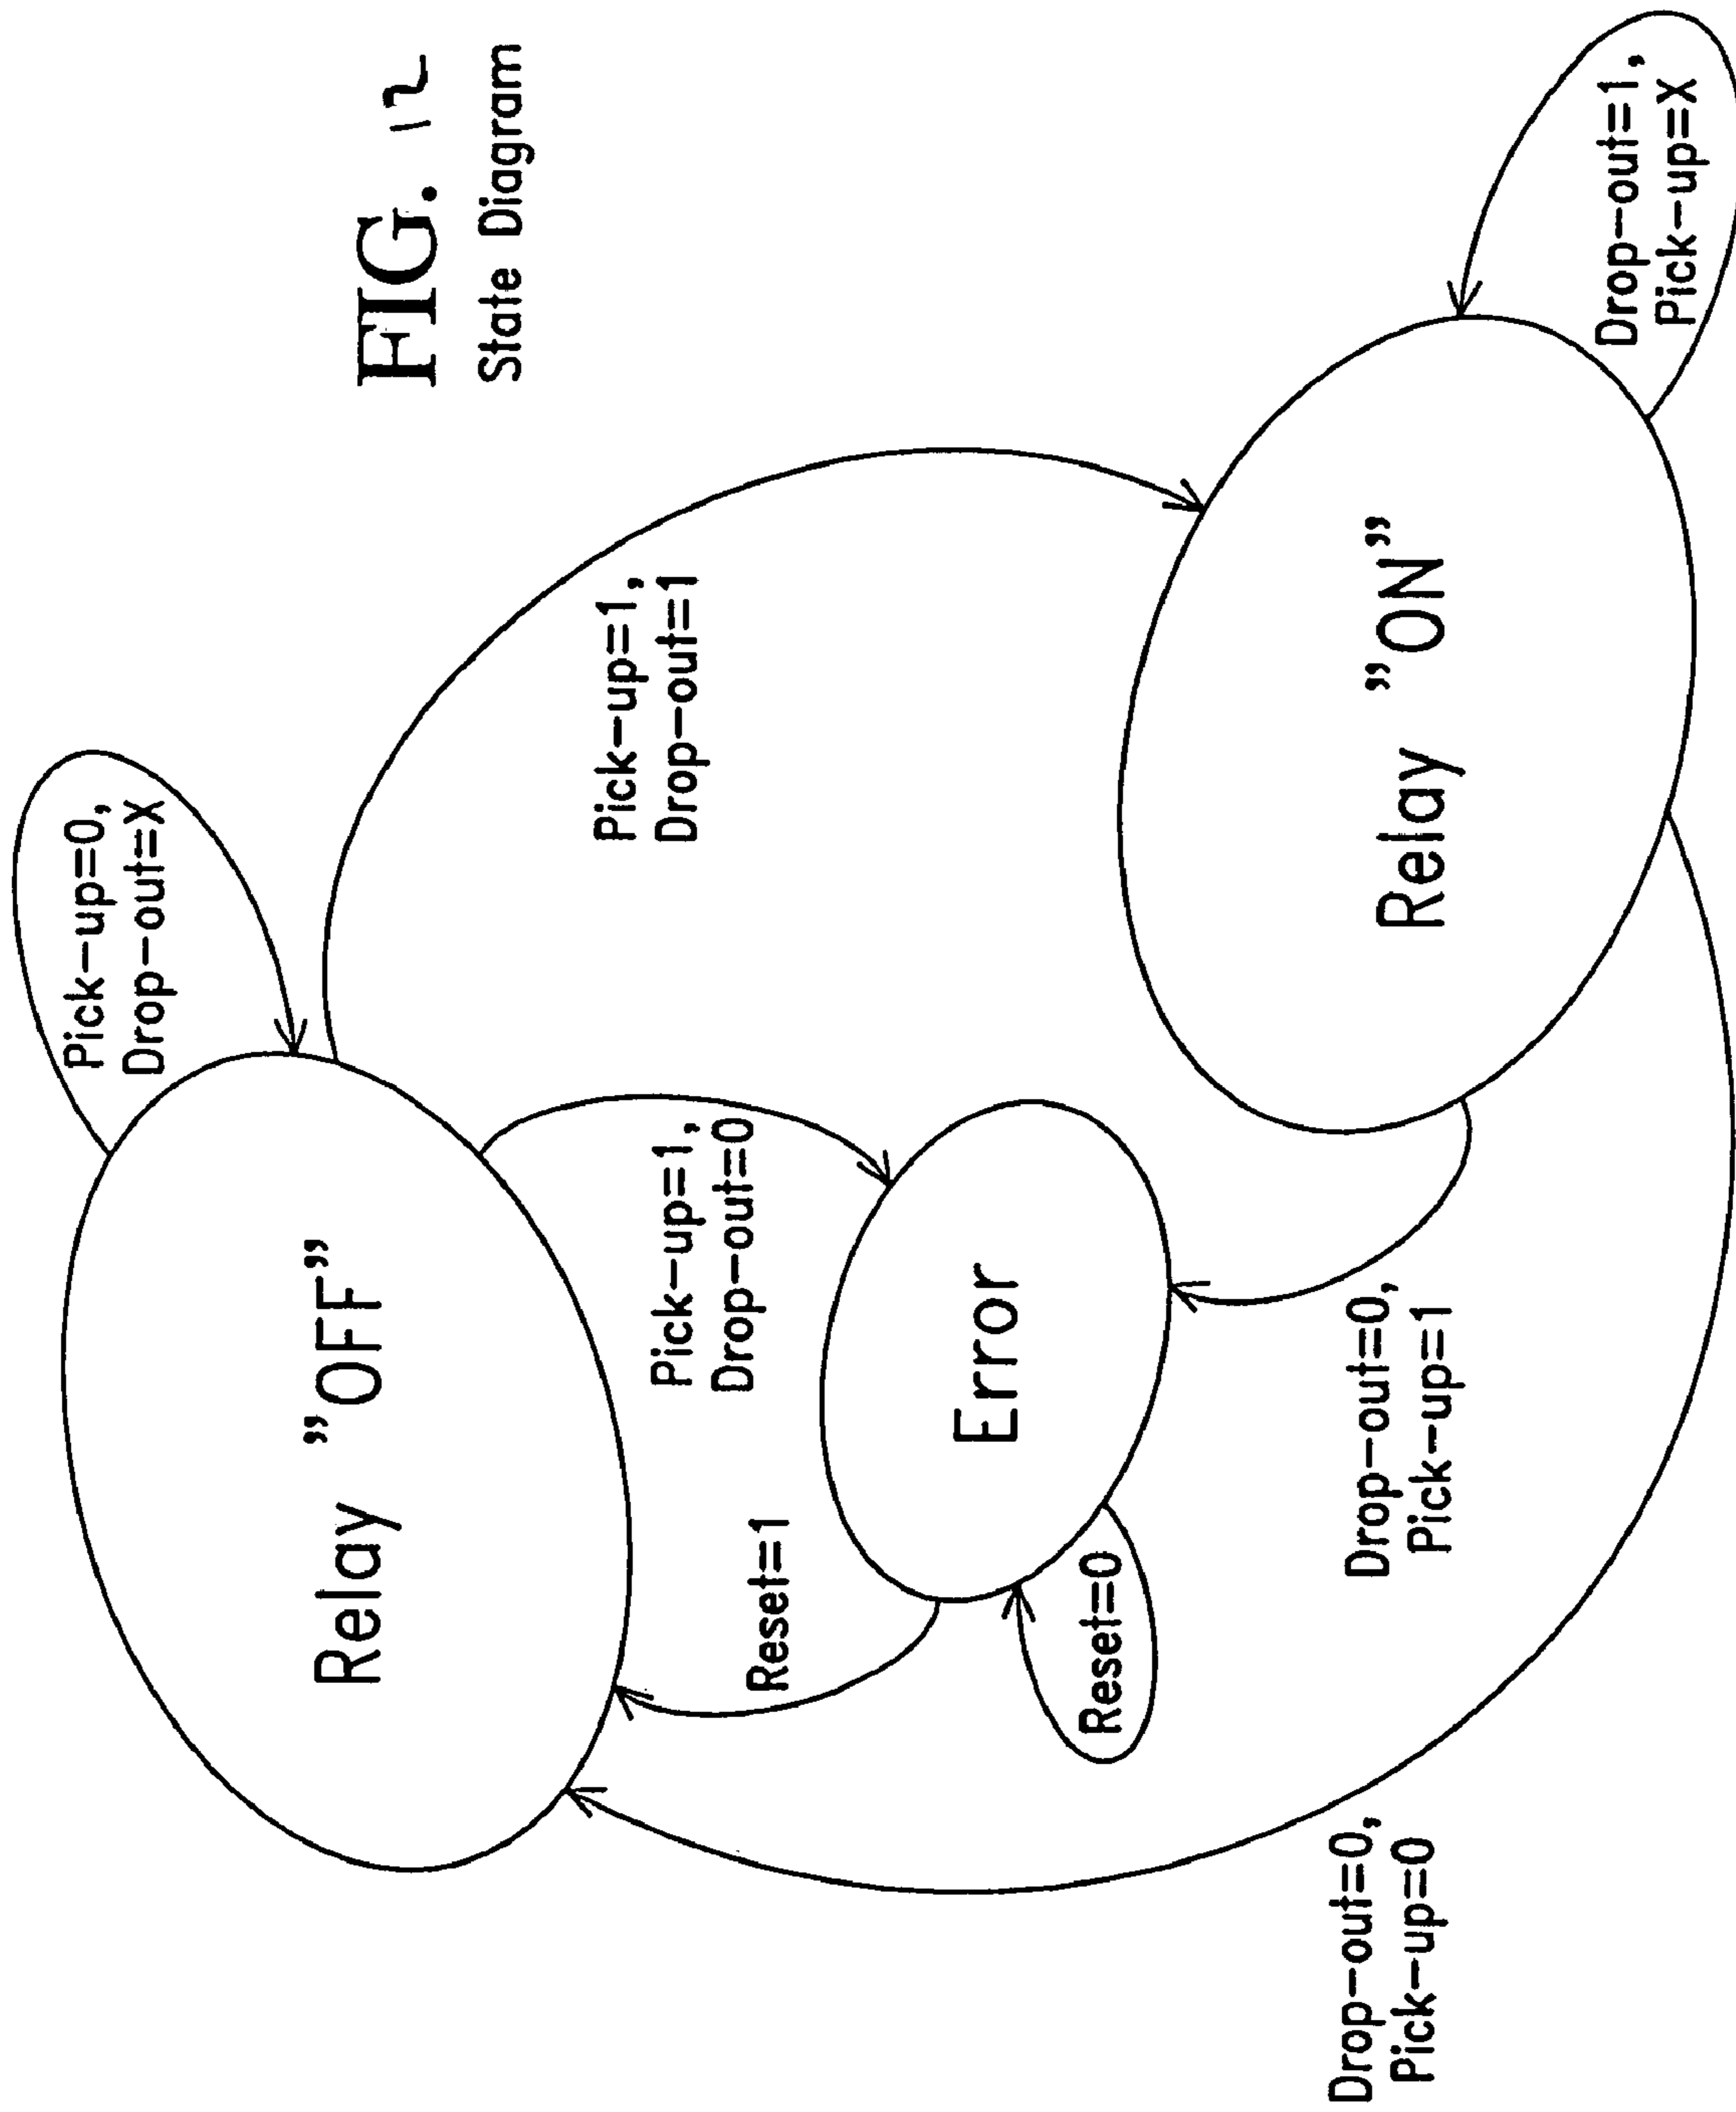 FIG. 12
State Diagram
Pick-up=0,
Drop-out=X
Relay "OFF"
Pick-up=1,
Drop-out=1
Pick-up=1,
Drop-out=0
Reset=1
Error
Reset=0
Relay "ON"
Drop-out=1,
Pick-up=X
Drop-out=0,
Pick-up=1
Drop-out=0,
Pick-up=0